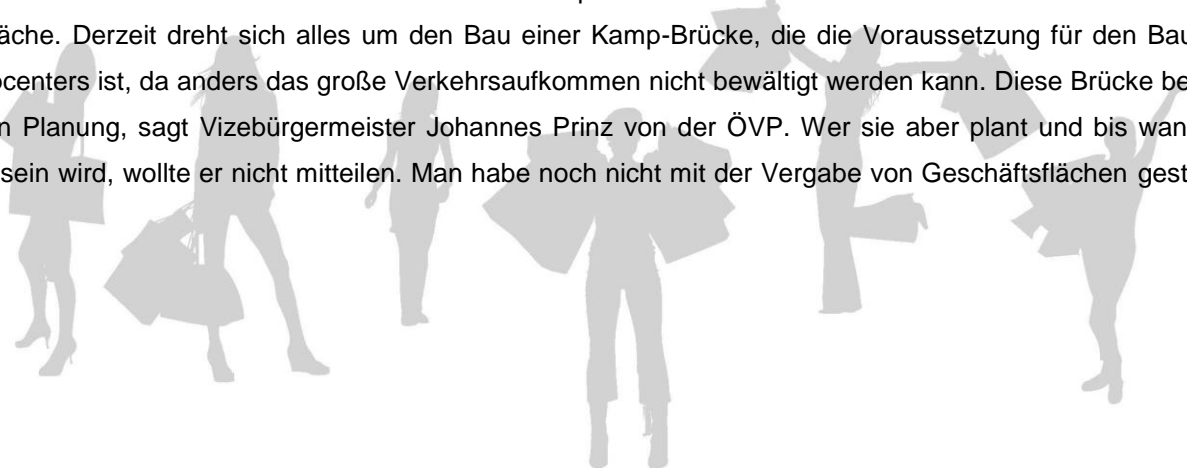 äche. Derzeit dreht sich alles um den Bau einer Kamp-Brücke, die die Voraussetzung für den Bau
ocenters ist, da anders das große Verkehrsaufkommen nicht bewältigt werden kann. Diese Brücke be
n Planung, sagt Vizebürgermeister Johannes Prinz von der ÖVP. Wer sie aber plant und bis wan
sein wird, wollte er nicht mitteilen. Man habe noch nicht mit der Vergabe von Geschäftsflächen gest